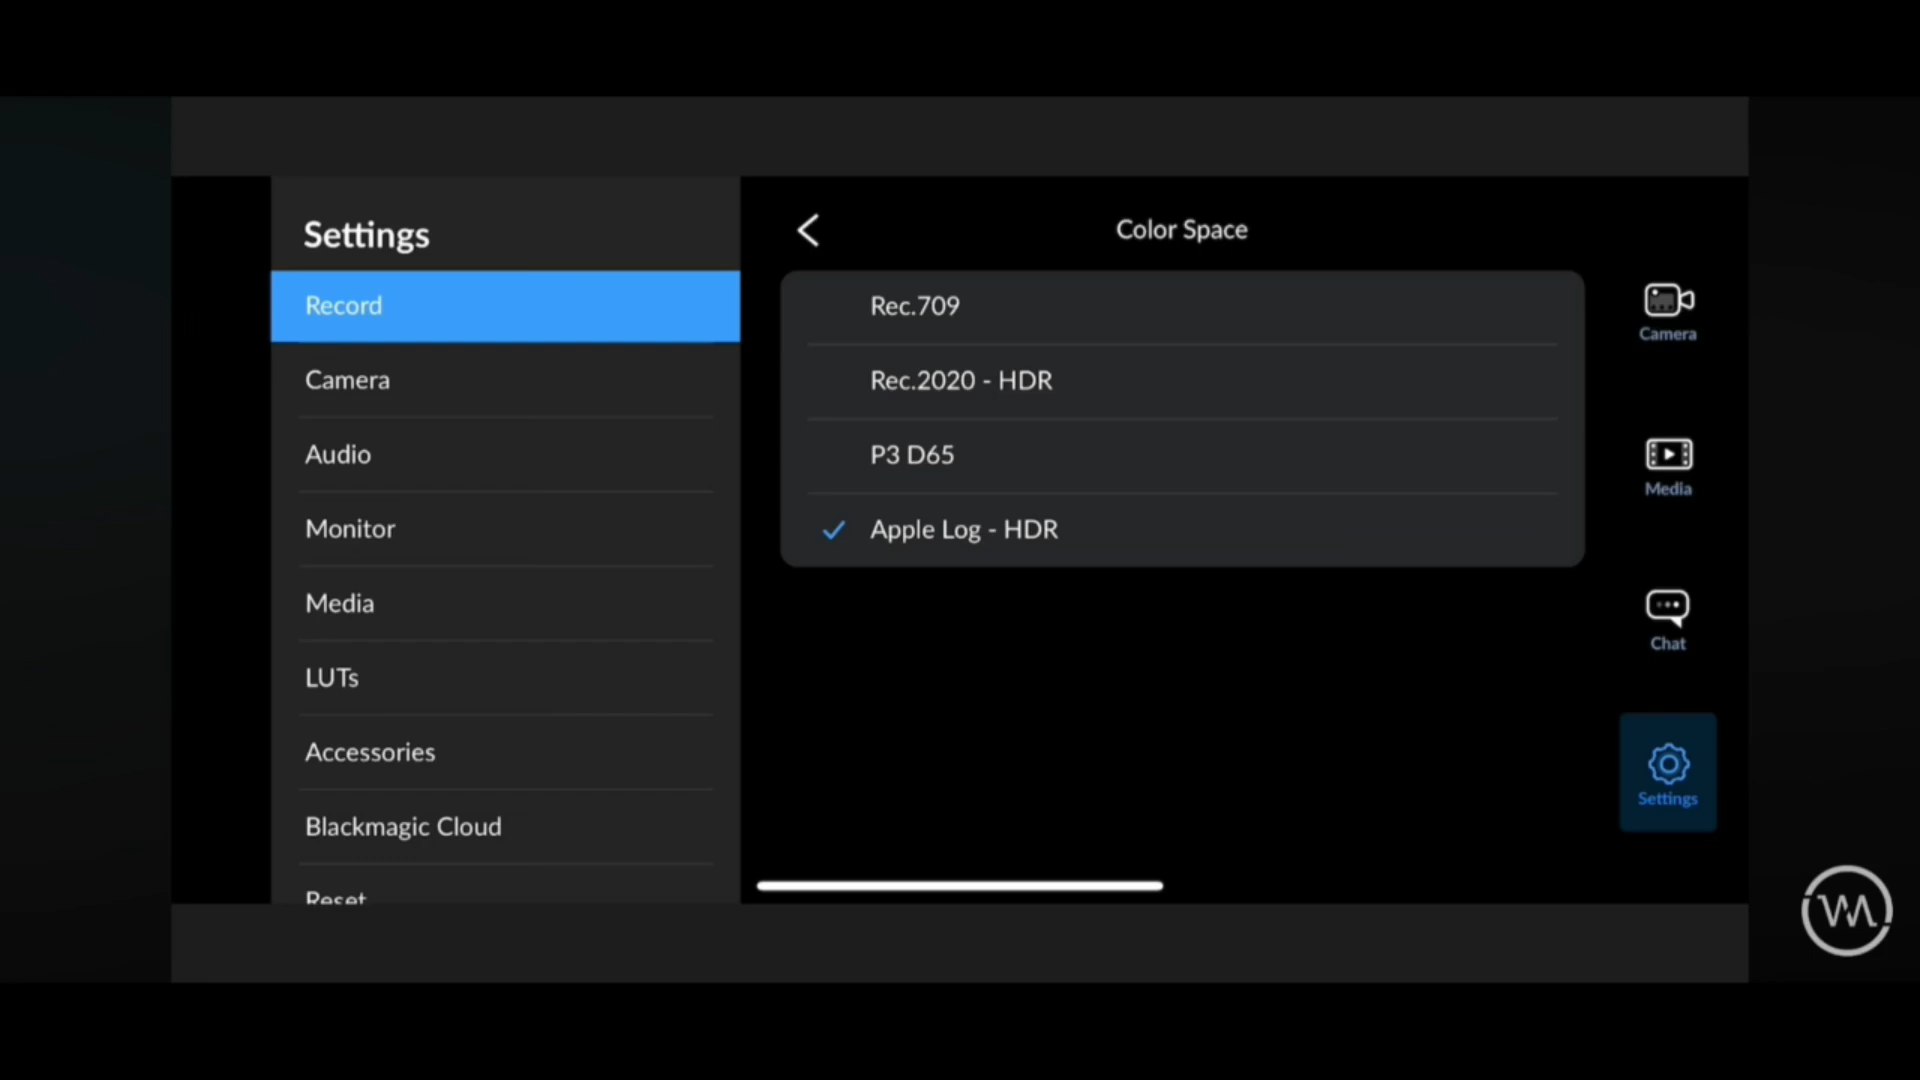 Settings
Record
Camera
Audio
Monitor
Media
LUTs
Accessories
Blackmagic Cloud
Reset
Color Space
Rec.709
Rec.2020 - HDR
P3 D65
Apple Log - HDR
Camera
Media
Chat
Settings